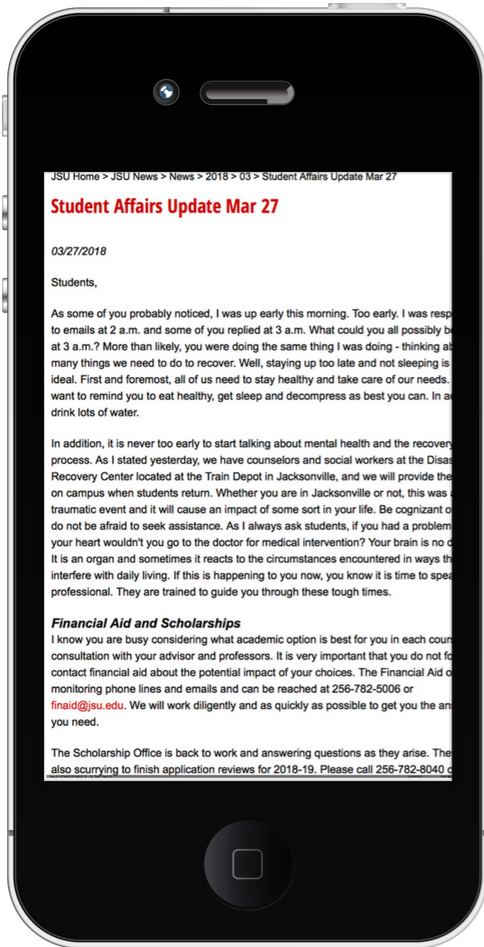 JSU Home > JSU News > News > 2018 > 03 > Student Affairs Update Mar 27
Student Affairs Update Mar 27
03/27/2018
Students,
As some of you probably noticed, I was up early this morning. Too early. I was resp
to emails at 2 a.m. and some of you replied at 3 a.m. What could you all possibly b
at 3 a.m.? More than likely, you were doing the same thing I was doing - thinking ab
many things we need to do to recover. Well, staying up too late and not sleeping is
ideal. First and foremost, all of us need to stay healthy and take care of our needs.
want to remind you to eat healthy, get sleep and decompress as best you can. In a
drink lots of water.
In addition, it is never too early to start talking about mental health and the recovery
process. As I stated yesterday, we have counselors and social workers at the Disas
Recovery Center located at the Train Depot in Jacksonville, and we will provide the
on campus when students return. Whether you are in Jacksonville or not, this was a
traumatic event and it will cause an impact of some sort in your life. Be cognizant o
do not be afraid to seek assistance. As I always ask students, if you had a problem
your heart wouldn't you go to the doctor for medical intervention? Your brain is no d
It is an organ and sometimes it reacts to the circumstances encountered in ways th
interfere with daily living. If this is happening to you now, you know it is time to spea
professional. They are trained to guide you through these tough times.
Financial Aid and Scholarships
I know you are busy considering what academic option is best for you in each cours
consultation with your advisor and professors. It is very important that you do not fo
contact financial aid about the potential impact of your choices. The Financial Aid o
monitoring phone lines and emails and can be reached at 256-782-5006 or
finaid@jsu.edu. We will work diligently and as quickly as possible to get you the an
you need.
The Scholarship Office is back to work and answering questions as they arise. The
also scurrying to finish application reviews for 2018-19. Please call 256-782-8040 o